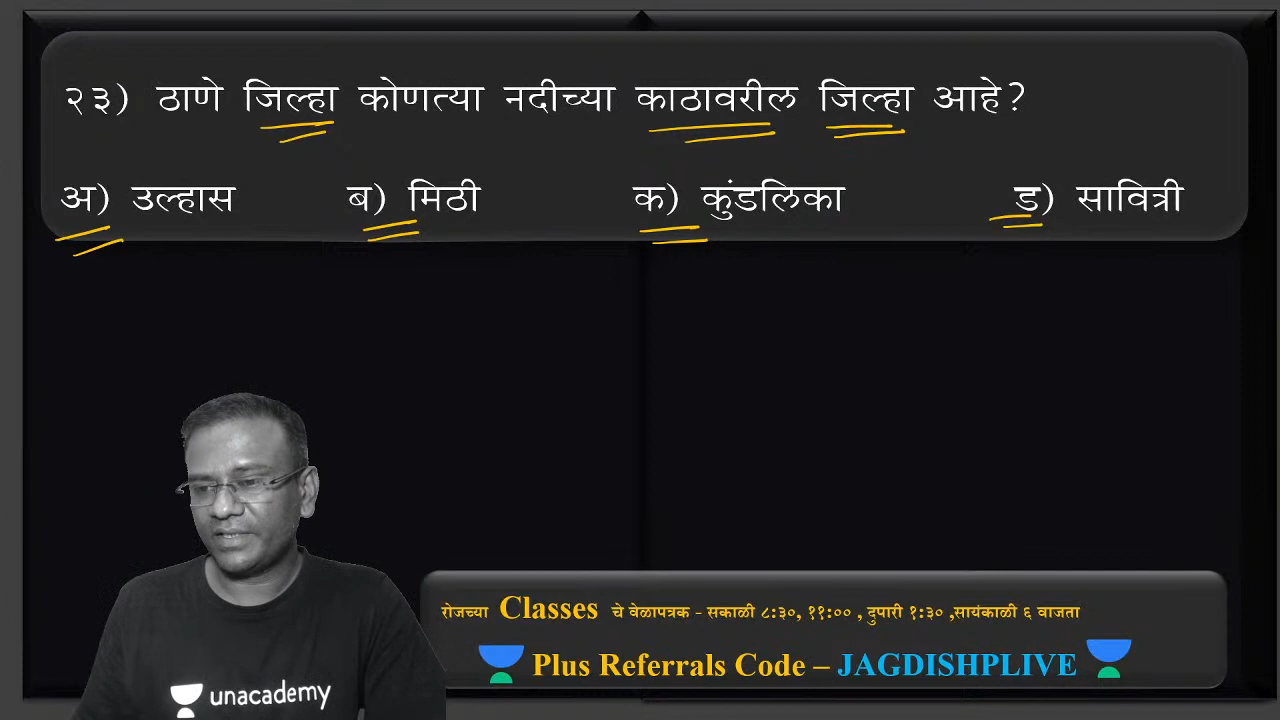 २३) ठाणे जिल्हा कोणत्या नदीच्या काठावरील जिल्हा आहे?
अ) उल्हास ब) मिठी क) कुंडलिका ड) सावित्री
रोजच्या Classes चे वेळापत्रक - सकाळी ८:३०, ११:०० , दुपारी १:३० ,सायंकाळी ६ वाजता
Plus Referrals Code – JAGDISHPLIVE
unacademy